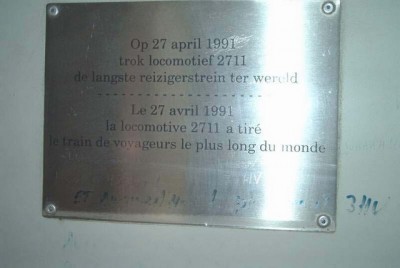 Op 27 april 1991
trok locomotief 2711
de langste reizigerstrein ter wereld
Le 27 avril 1991
la locomotive 2711 a tiré
le train de voyageurs le plus long du monde